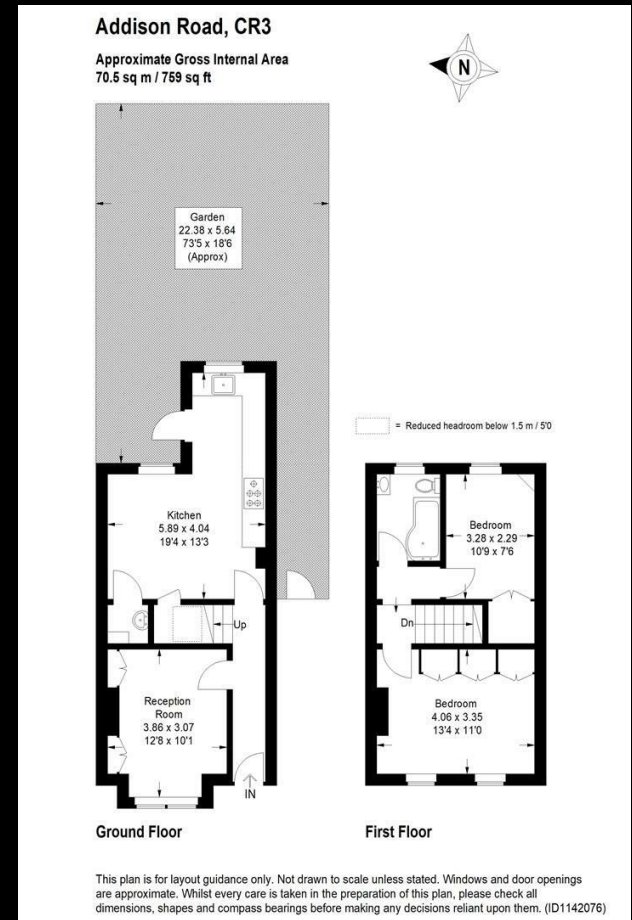 Addison Road, CR3
Approximate Gross Internal Area
70.5 sq m / 759 sq ft
N
Garden
22.38 x 5.64
73'5 x 18'6
(Approx)
= Reduced headroom below 1.5 m / 5'0
Kitchen
5.89 x 4.04
19'4 x 13'3
Bedroom
3.28 x 2.29
10'9 x 7'6
Up
Dn
Reception
Room
3.86 x 3.07
12'8 x 10'1
Bedroom
4.06 x 3.35
13'4 x 11'0
IN
Ground Floor
First Floor
This plan is for layout guidance only. Not drawn to scale unless stated. Windows and door openings
are approximate. Whilst every care is taken in the preparation of this plan, please check all
dimensions, shapes and compass bearings before making any decisions reliant upon them. (ID1142076)